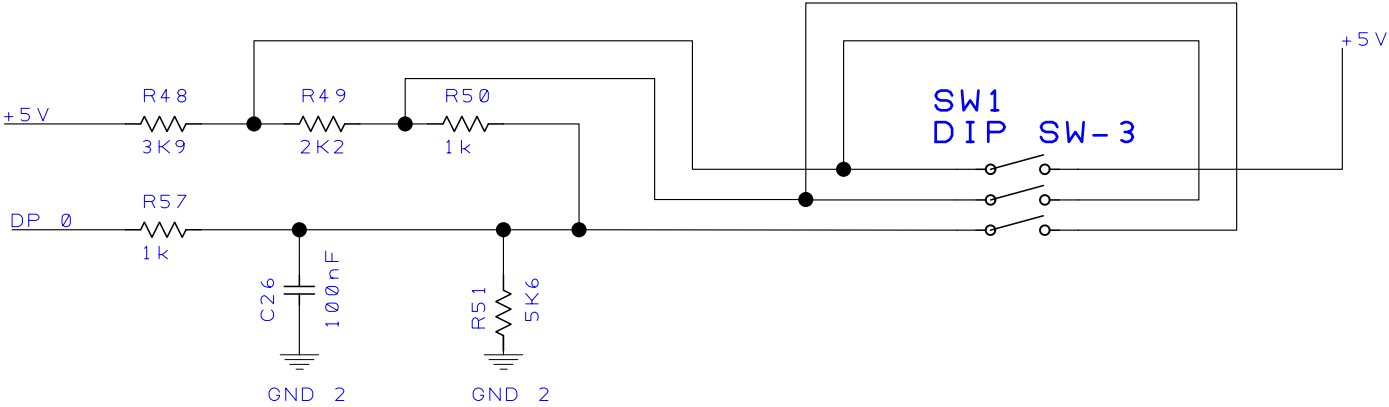 +5V
R48
3K9
R49
2K2
R50
1k
SW1
DIP SW-3
+5V
DP 0
R57
1k
C26
100nF
R51
5K6
GND 2
GND 2